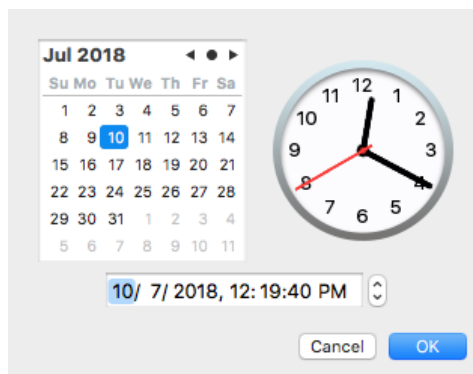 Jul 2018
Su Mo Tu We Th Fr Sa
1 2 3 4 5 6 7
8 9 10 11 12 13 14
15 16 17 18 19 20 21
22 23 24 25 26 27 28
29 30 31 1 2 3 4
5 6 7 8 9 10 11
12
11 1
10 2
9 3
8 4
7 5
6
10/ 7/ 2018, 12: 19:40 PM
Cancel OK